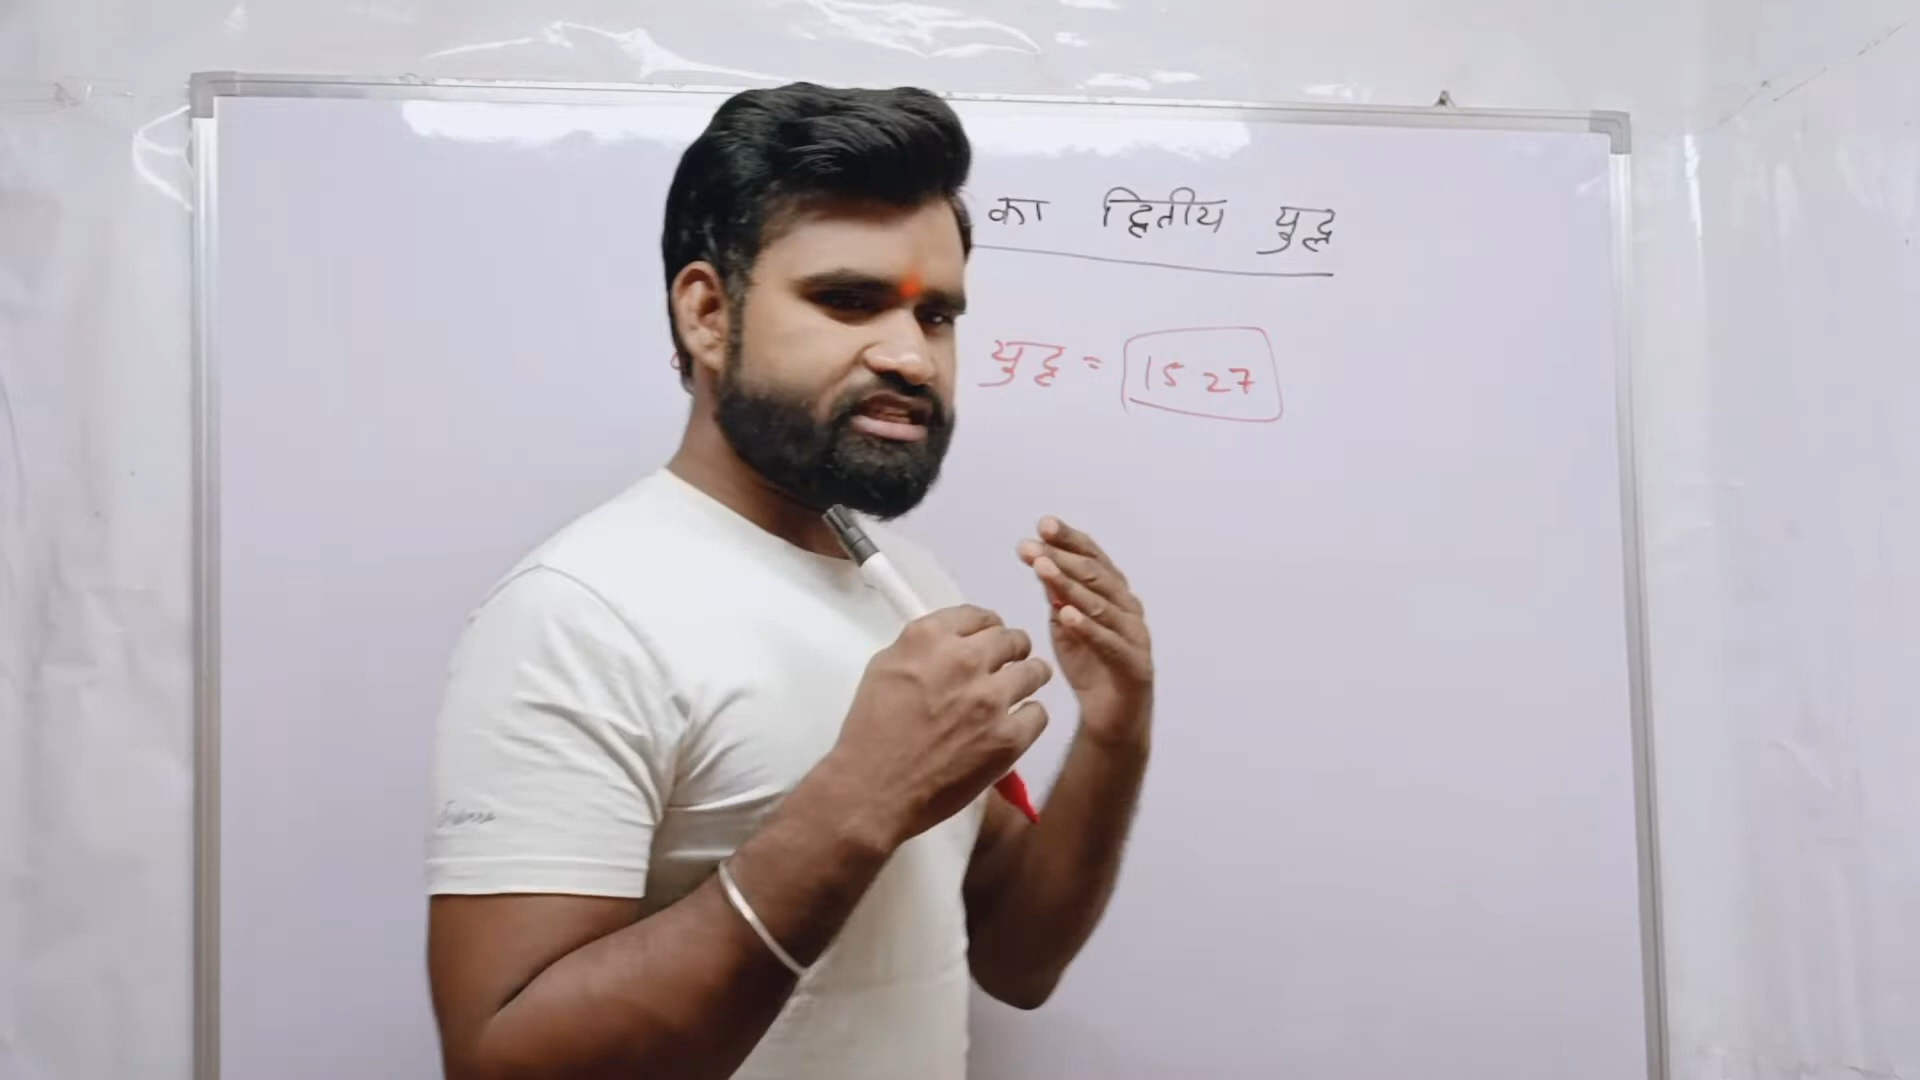 का द्वितीय युद्ध
युद्ध = 1527